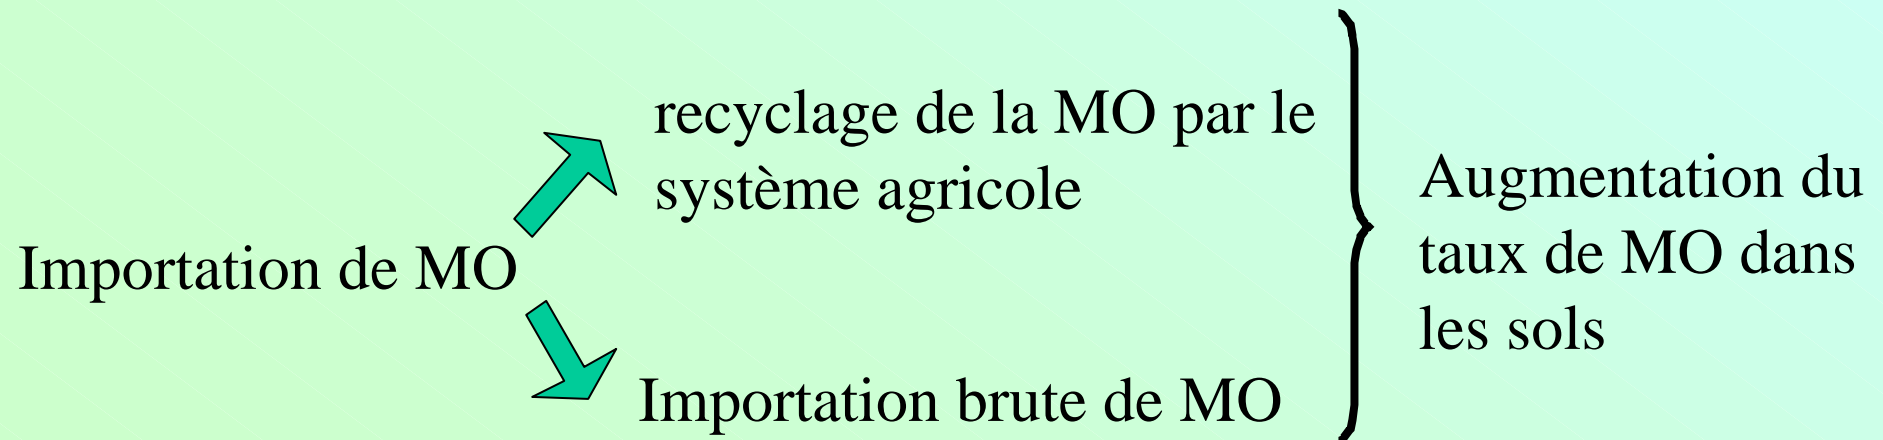 Importation de MO
recyclage de la MO par le
système agricole
Importation brute de MO
Augmentation du
taux de MO dans
les sols